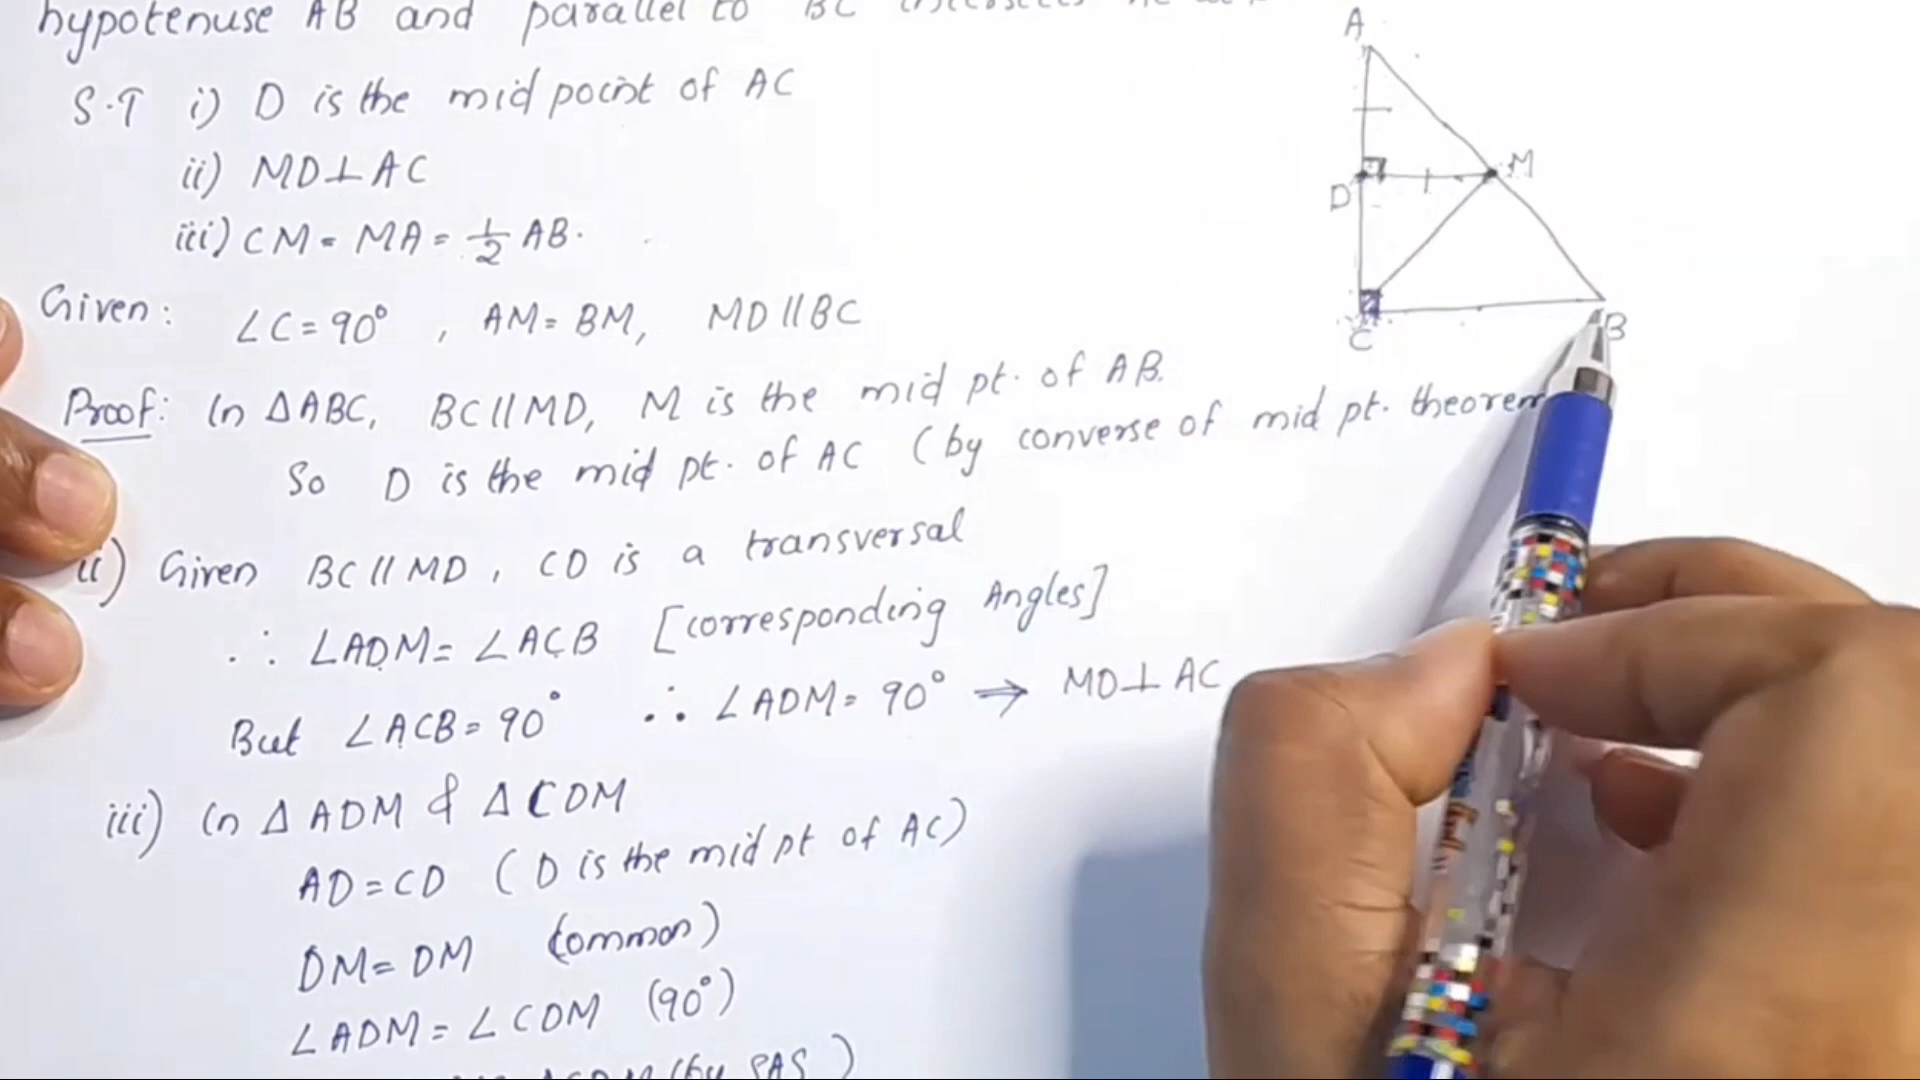 hypotenuse AB and parallel to BC
S.T i) D is the mid point of AC
ii) MD⊥AC
iii) CM = MA = 1/2 AB.
Given: ∠C = 90° , AM = BM, MD || BC
Proof: In ΔABC, BC || MD, M is the mid pt. of AB.
So D is the mid pt. of AC (by converse of mid pt. theorem
ii) Given BC || MD , CD is a transversal
∴ ∠ADM = ∠ACB [corresponding Angles]
But ∠ACB = 90° ∴ ∠ADM = 90° ⇒ MD⊥AC
iii) In Δ ADM & Δ CDM
AD = CD (D is the mid pt of AC)
DM = DM (common)
∠ADM = ∠CDM (90°)
(by SAS)
A
M
D
C
B